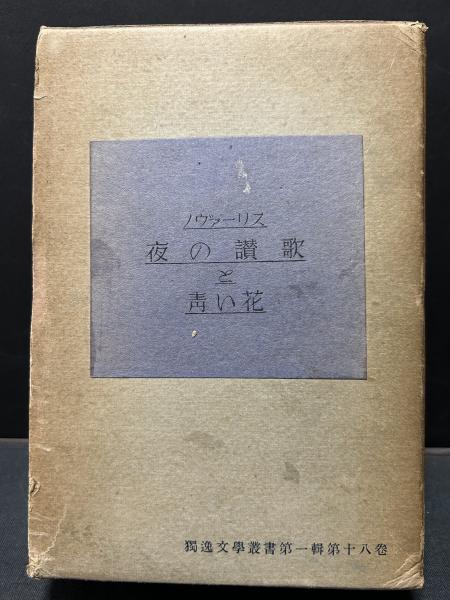 ノヴァーリス
夜の讃歌
と
靑い花
獨逸文學叢書第一輯第十八卷